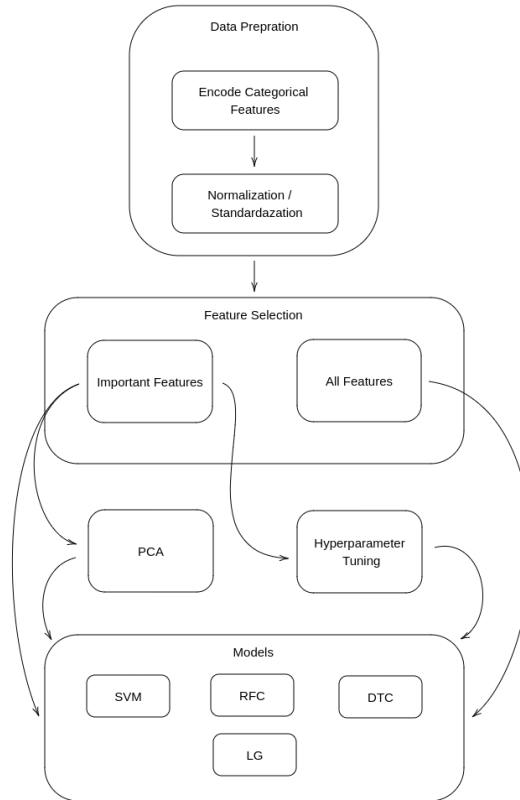 Data Prepration
Encode Categorical
Features
Normalization /
Standardazation
Feature Selection
Important Features
All Features
PCA
Hyperparameter
Tuning
Models
SVM
RFC
DTC
LG